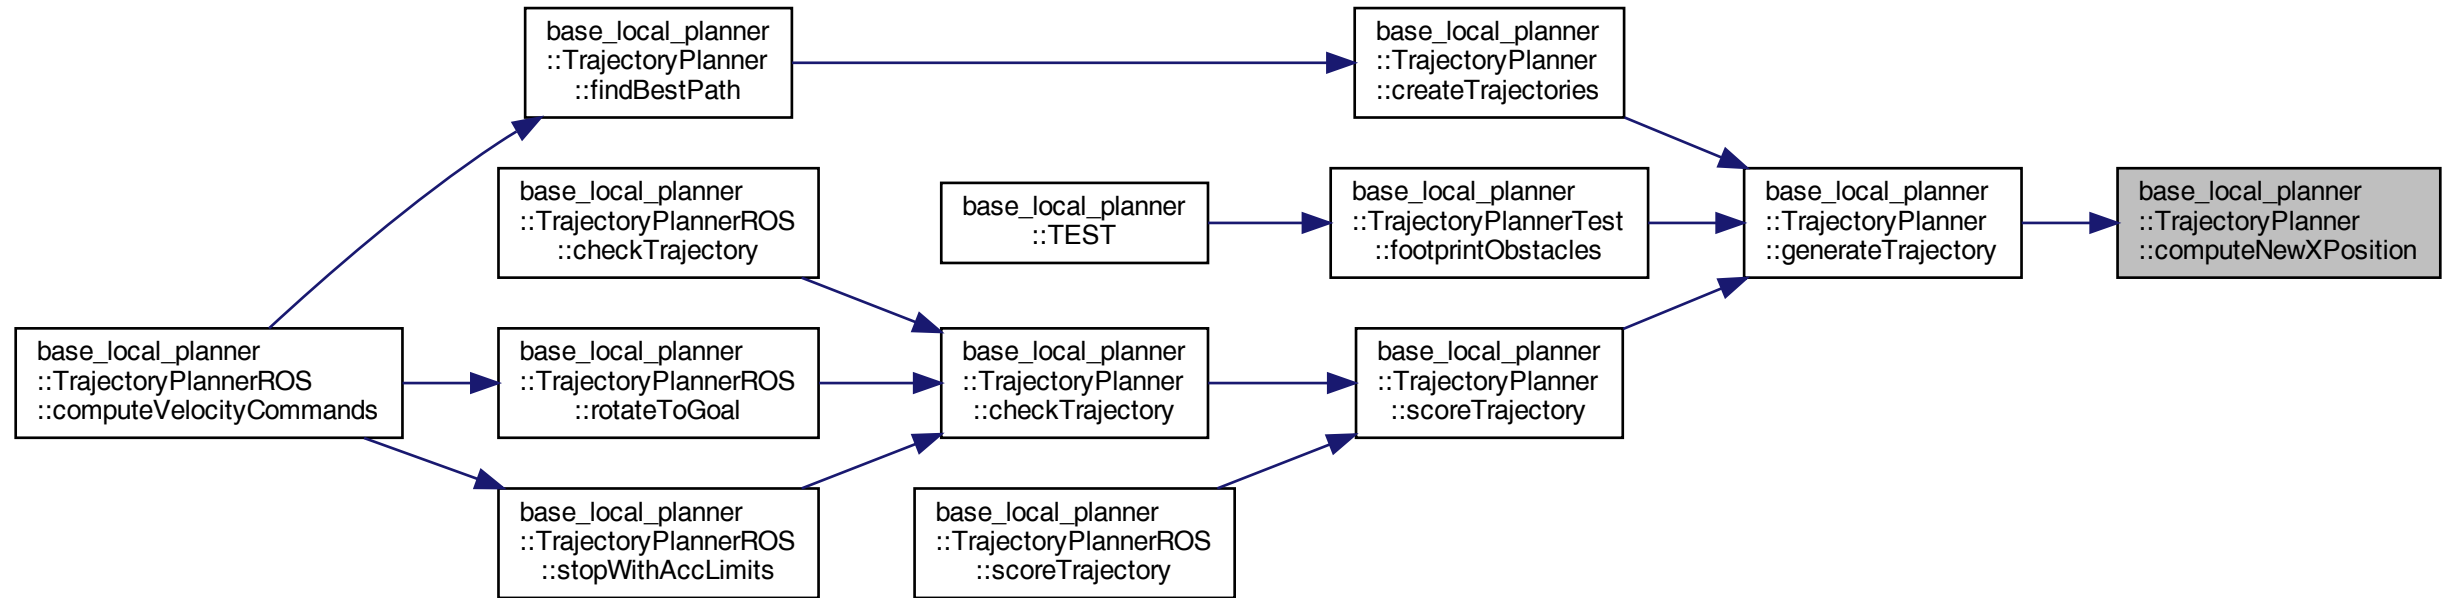 base_local_planner
::TrajectoryPlanner
::findBestPath
base_local_planner
::TrajectoryPlanner
::createTrajectories
base_local_planner
::TrajectoryPlannerROS
::checkTrajectory
base_local_planner
::TEST
base_local_planner
::TrajectoryPlannerTest
::footprintObstacles
base_local_planner
::TrajectoryPlanner
::generateTrajectory
base_local_planner
::TrajectoryPlanner
::computeNewXPosition
base_local_planner
::TrajectoryPlannerROS
::computeVelocityCommands
base_local_planner
::TrajectoryPlannerROS
::rotateToGoal
base_local_planner
::TrajectoryPlanner
::checkTrajectory
base_local_planner
::TrajectoryPlanner
::scoreTrajectory
base_local_planner
::TrajectoryPlannerROS
::stopWithAccLimits
base_local_planner
::TrajectoryPlannerROS
::scoreTrajectory